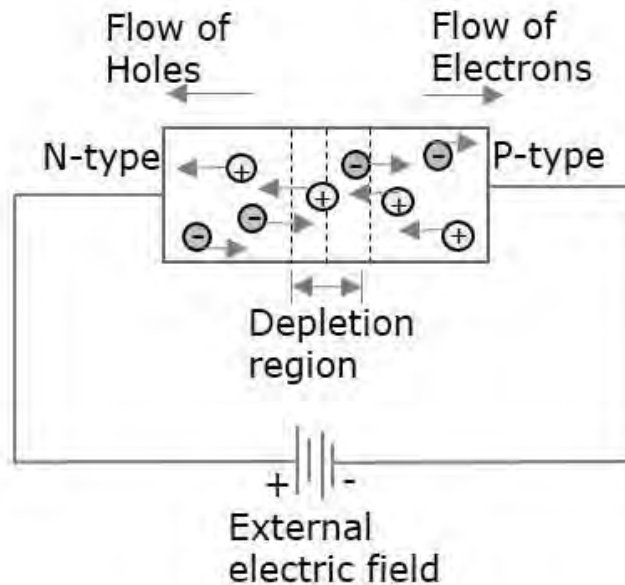 Flow of
Holes
Flow of
Electrons
N-type
P-type
+ - + - + + - - +
Depletion
region
+ -
External
electric field